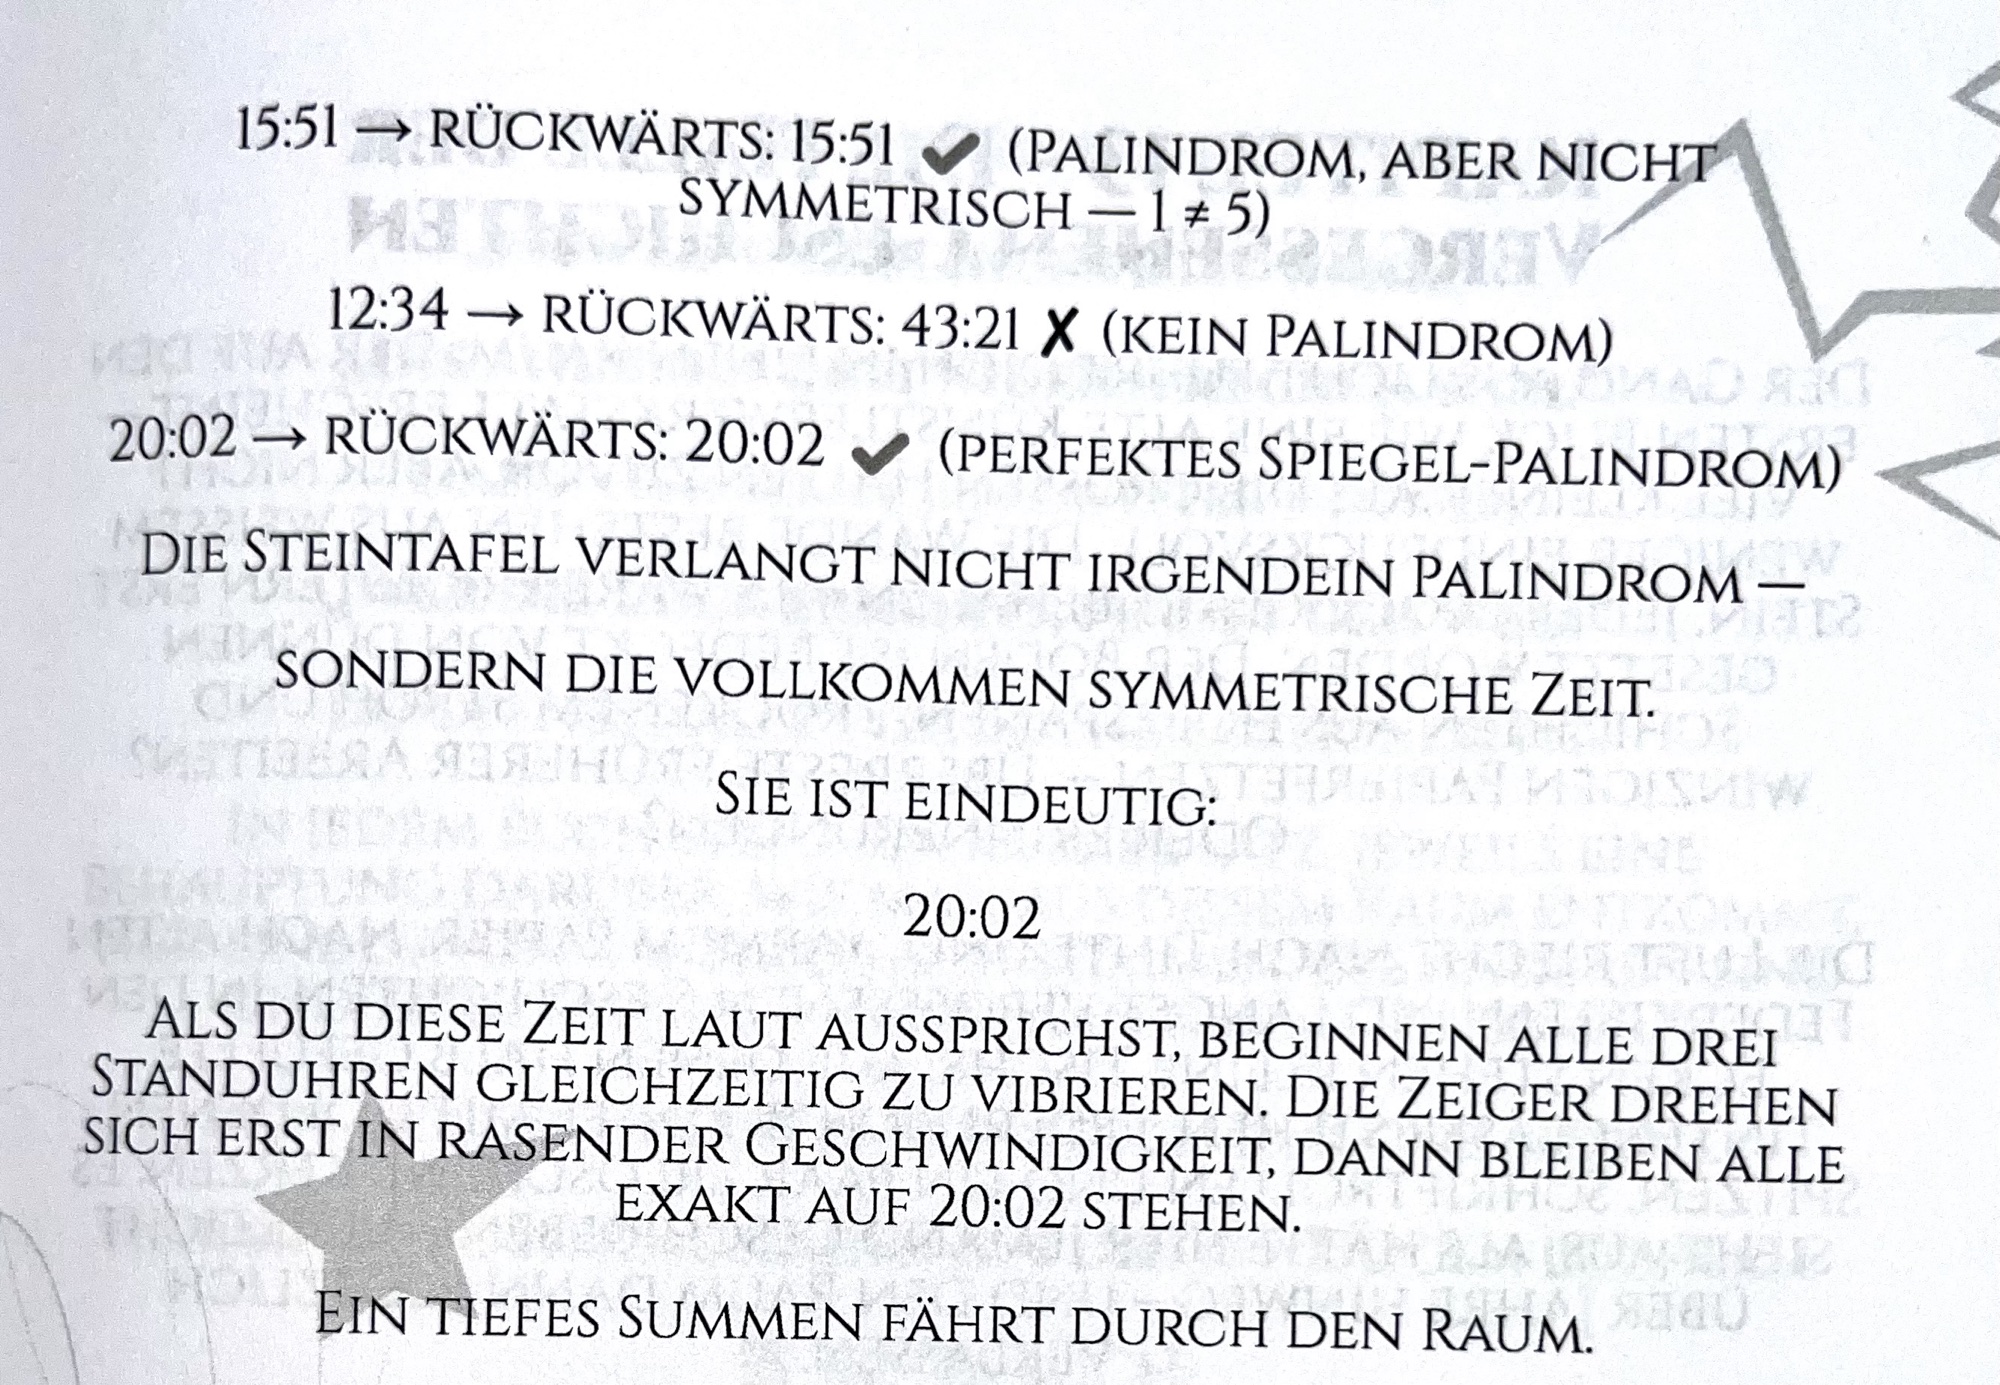 15:51 → RÜCKWÄRTS: 15:51 ✔ (PALINDROM, ABER NICHT
SYMMETRISCH — 1 ≠ 5)
12:34 → RÜCKWÄRTS: 43:21 ✗ (KEIN PALINDROM)
20:02 → RÜCKWÄRTS: 20:02 ✔ (PERFEKTES SPIEGEL-PALINDROM)
DIE STEINTAFEL VERLANGT NICHT IRGENDEIN PALINDROM —
SONDERN DIE VOLLKOMMEN SYMMETRISCHE ZEIT.
SIE IST EINDEUTIG:
20:02
ALS DU DIESE ZEIT LAUT AUSSPRICHST, BEGINNEN ALLE DREI
STANDUHREN GLEICHZEITIG ZU VIBRIEREN. DIE ZEIGER DREHEN
SICH ERST IN RASENDER GESCHWINDIGKEIT, DANN BLEIBEN ALLE
EXAKT AUF 20:02 STEHEN.
EIN TIEFES SUMMEN FÄHRT DURCH DEN RAUM.